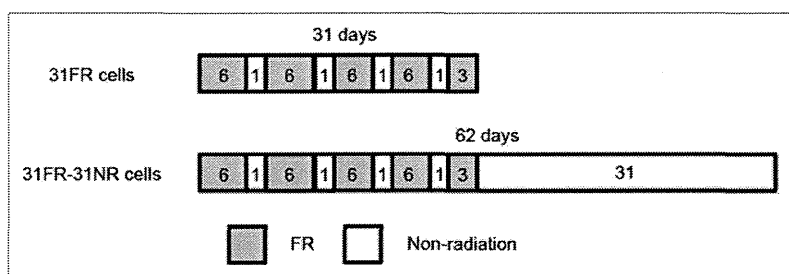 31 days
31FR cells
6 1 6 1 6 1 6 1 3
62 days
31FR-31NR cells
6 1 6 1 6 1 6 1 3 31
FR Non-radiation